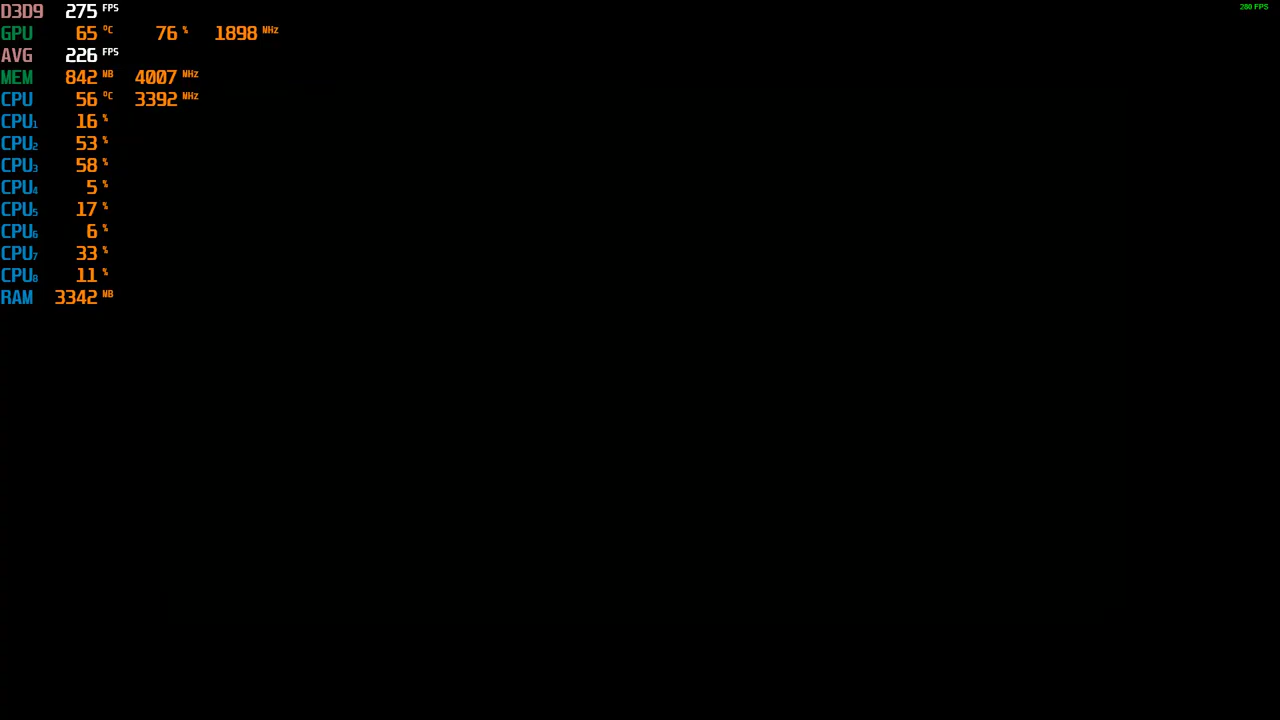 D3D9 275 FPS
280 FPS
GPU 65 °C 76 % 1898 MHz
AVG 226 FPS
MEM 842 MB 4007 MHz
CPU 56 °C 3392 MHz
CPU1 16 %
CPU2 53 %
CPU3 58 %
CPU4 5 %
CPU5 17 %
CPU6 6 %
CPU7 33 %
CPU8 11 %
RAM 3342 MB